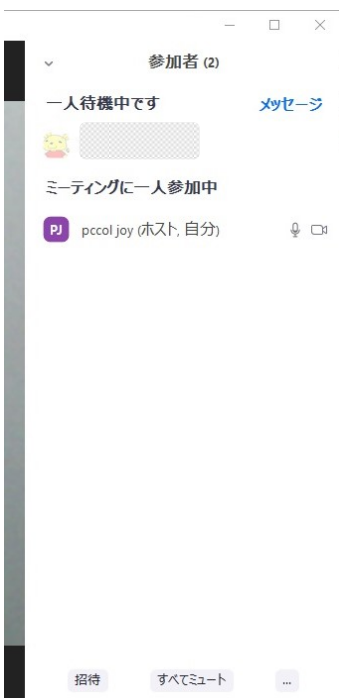 参加者 (2)
一人待機中です メッセージ
ミーティングに一人参加中
PJ pccol joy (ホスト, 自分)
招待 すべてミュート ...